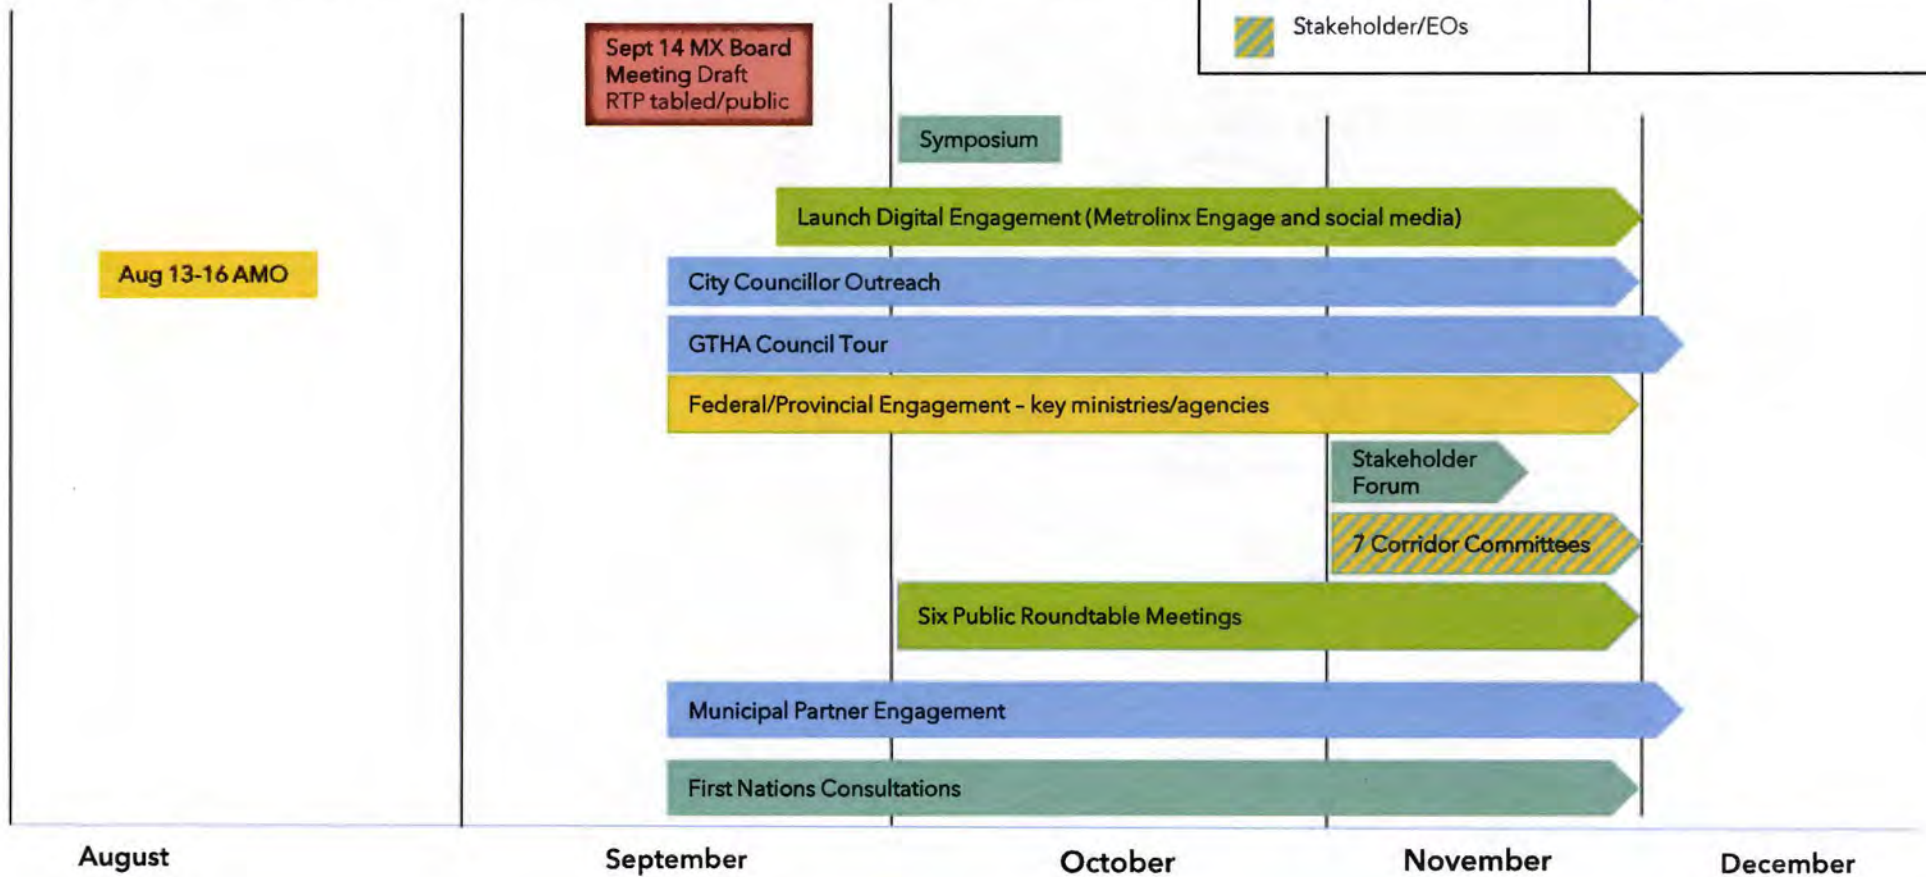 Stakeholder/EOs
Sept 14 MX Board
Meeting Draft
RTP tabled/public
Symposium
Launch Digital Engagement (Metrolinx Engage and social media)
Aug 13-16 AMO
City Councillor Outreach
GTHA Council Tour
Federal/Provincial Engagement - key ministries/agencies
Stakeholder
Forum
7 Corridor Committees
Six Public Roundtable Meetings
Municipal Partner Engagement
First Nations Consultations
August
September
October
November
December